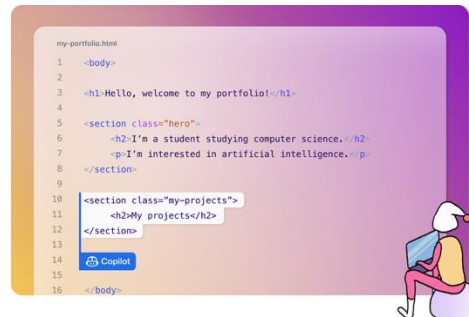 my-portfolio.html
1 <body>
2
3 <h1>Hello, welcome to my portfolio!</h1>
4
5 <section class="hero">
6 <h2>I'm a student studying computer science.</h2>
7 <p>I'm interested in artificial intelligence.</p>
8 </section>
9
10 <section class="my-projects">
11 <h2>My projects</h2>
12 </section>
13
14 Copilot
15
16 </body>